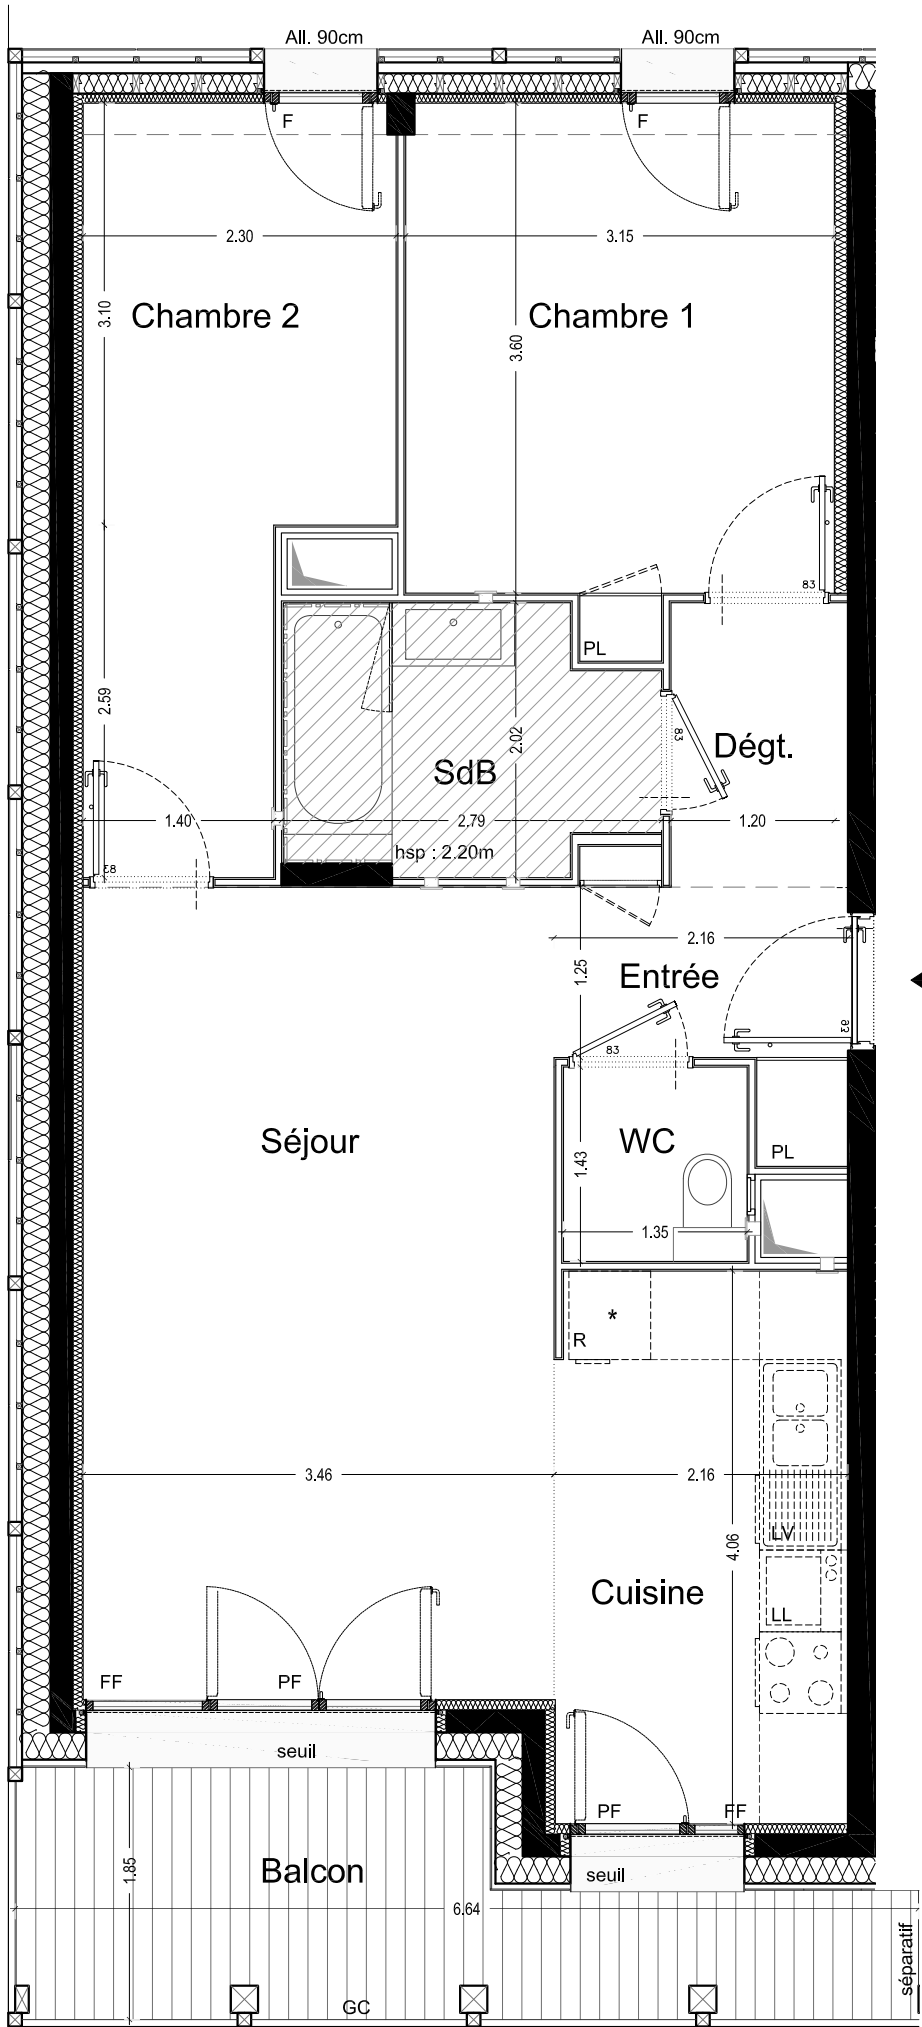 All. 90cm
All. 90cm
F
F
2.30
3.15
Chambre 2
Chambre 1
3.10
3.60
83
PL
2.59
2.02
83
Dégt.
SdB
1.40
2.79
1.20
hsp : 2.20m
83
2.16
1.25
Entrée
93
83
Séjour
WC
PL
1.43
1.35
*
R
3.46
2.16
LV
4.06
Cuisine
LL
FF
PF
seuil
PF
FF
seuil
Balcon
1.85
6.64
séparatif
GC